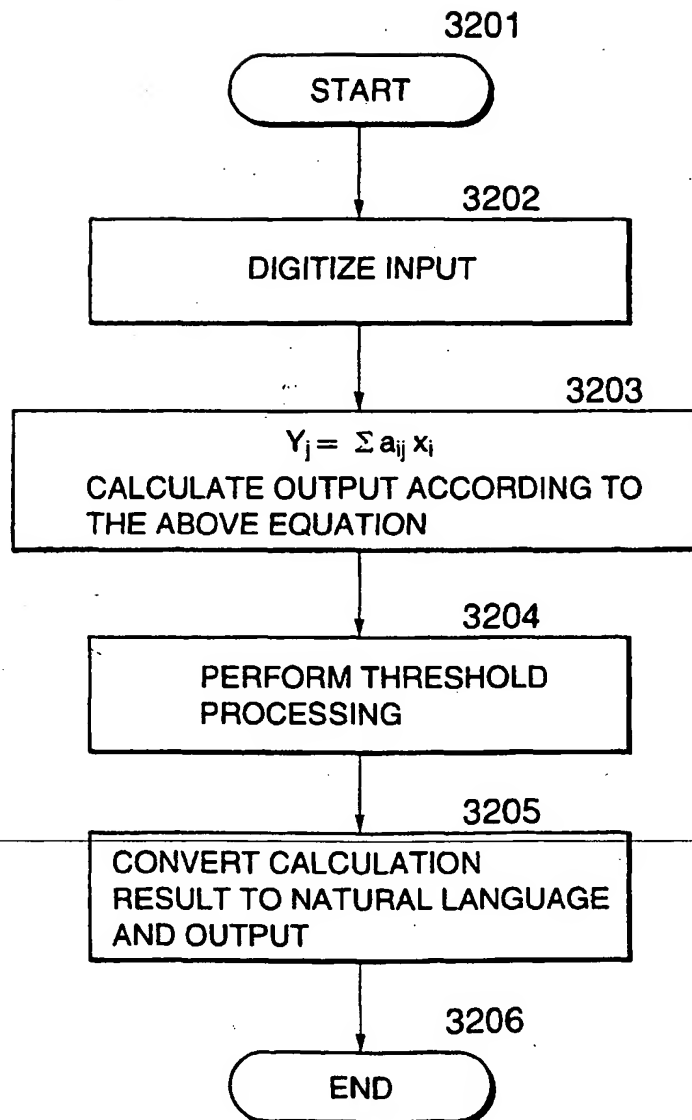 3201
START
3202
DIGITIZE INPUT
3203
Yj = Σ aij xi
CALCULATE OUTPUT ACCORDING TO
THE ABOVE EQUATION
3204
PERFORM THRESHOLD
PROCESSING
3205
CONVERT CALCULATION
RESULT TO NATURAL LANGUAGE
AND OUTPUT
3206
END